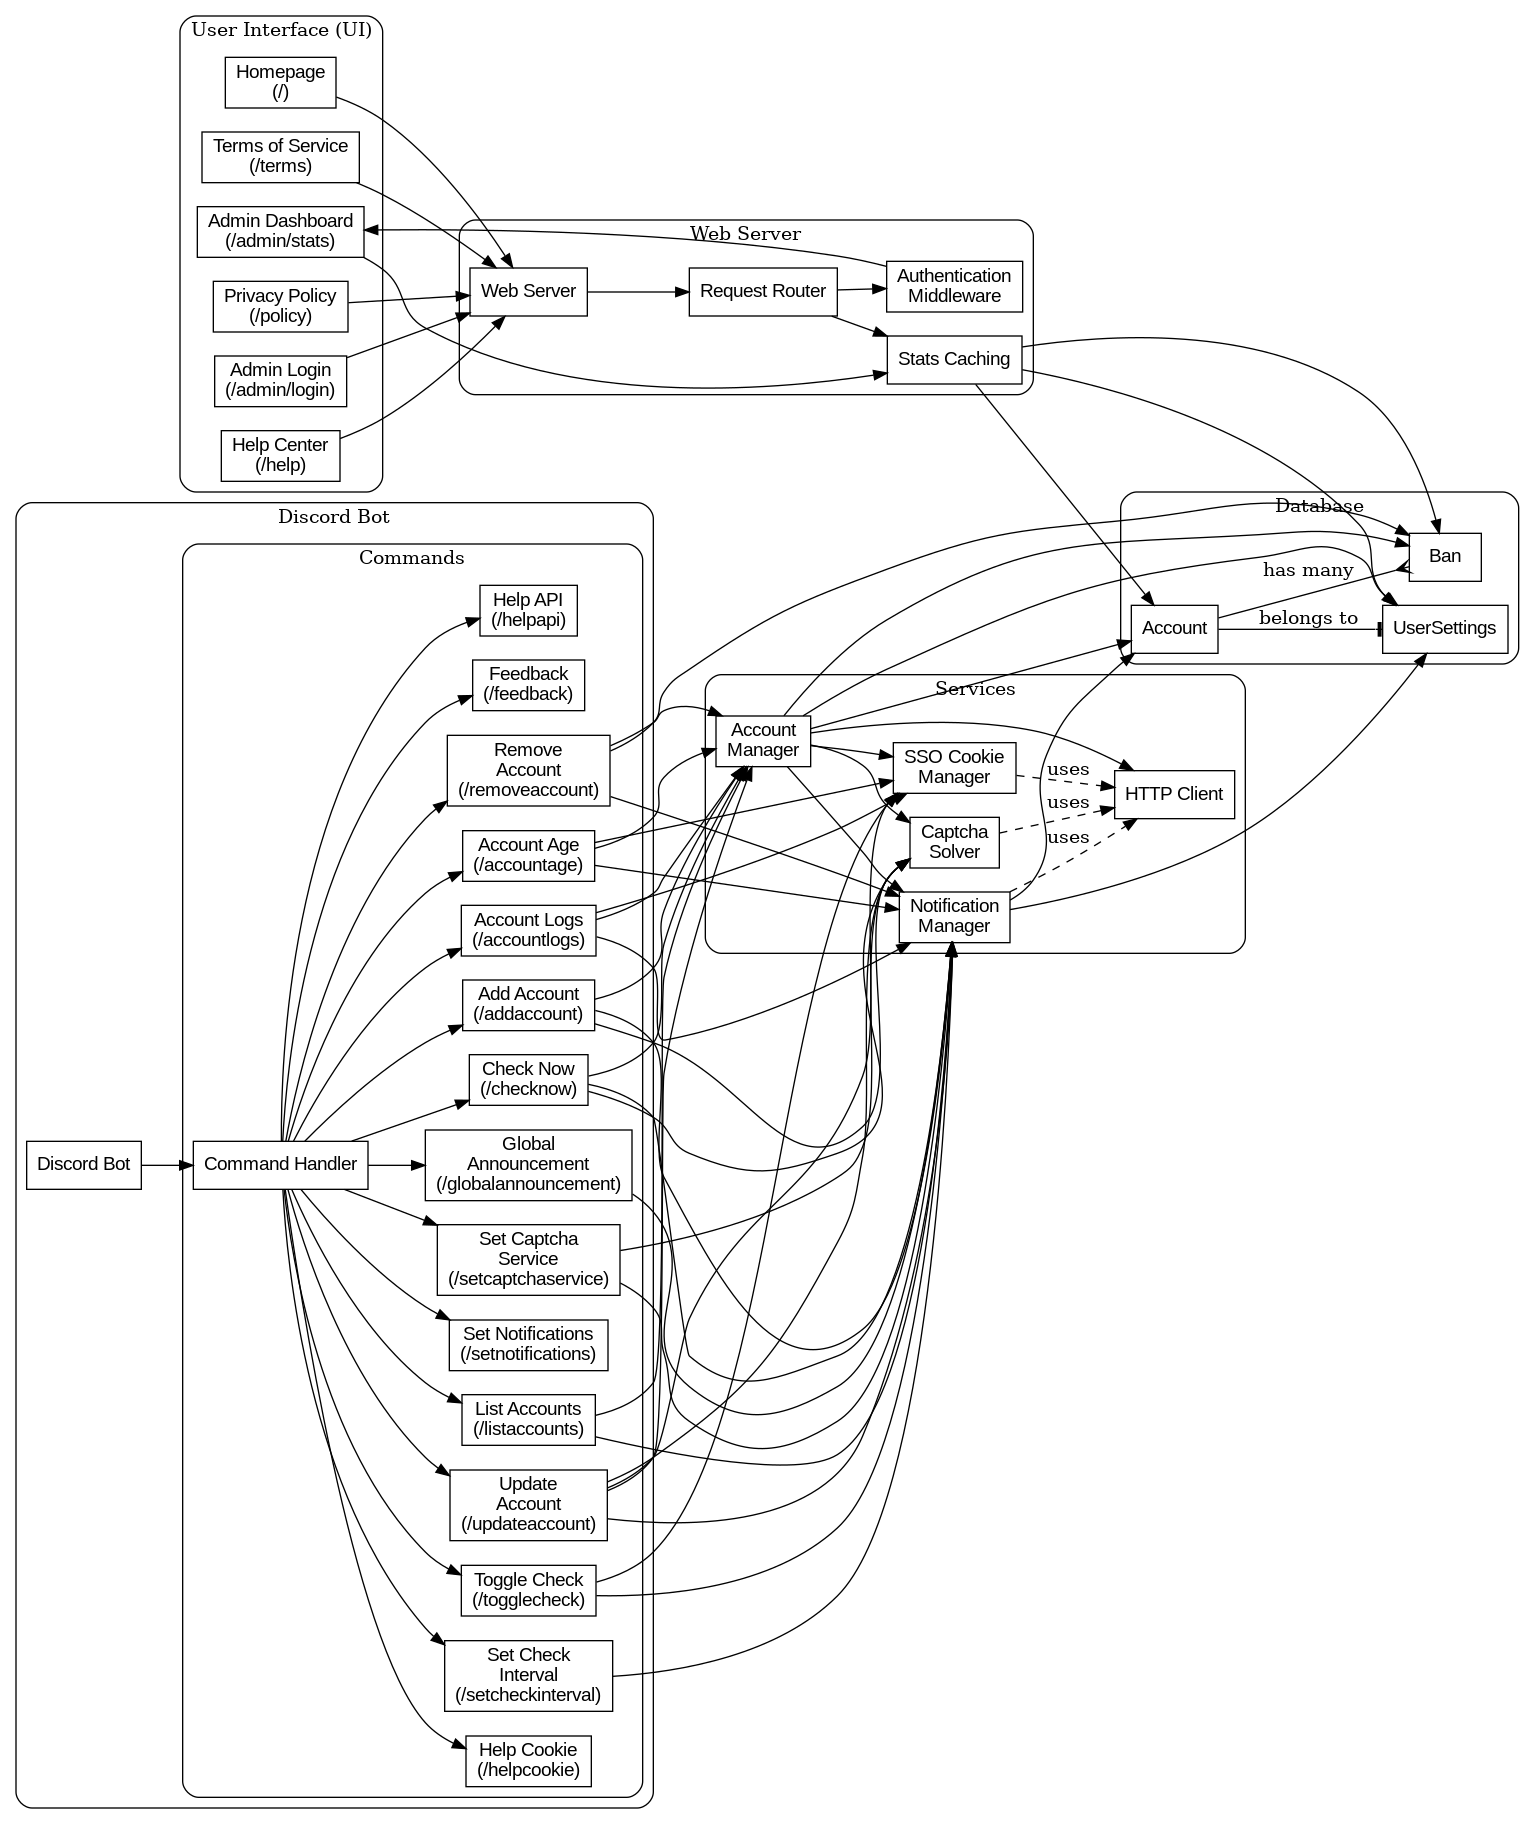 User Interface (UI)
Homepage
(/)
Terms of Service
(/terms)
Admin Dashboard
(/admin/stats)
Privacy Policy
(/policy)
Admin Login
(/admin/login)
Help Center
(/help)
Web Server
Web Server
Request Router
Authentication
Middleware
Stats Caching
Database
Ban
has many
Account
belongs to
UserSettings
Discord Bot
Commands
Help API
(/helpapi)
Feedback
(/feedback)
Remove
Account
(/removeaccount)
Account Age
(/accountage)
Account Logs
(/accountlogs)
Add Account
(/addaccount)
Check Now
(/checknow)
Discord Bot
Command Handler
Global
Announcement
(/globalannouncement)
Set Captcha
Service
(/setcaptchaservice)
Set Notifications
(/setnotifications)
List Accounts
(/listaccounts)
Update
Account
(/updateaccount)
Toggle Check
(/togglecheck)
Set Check
Interval
(/setcheckinterval)
Help Cookie
(/helpcookie)
Services
Account
Manager
SSO Cookie
Manager
uses
HTTP Client
uses
Captcha
Solver
uses
Notification
Manager